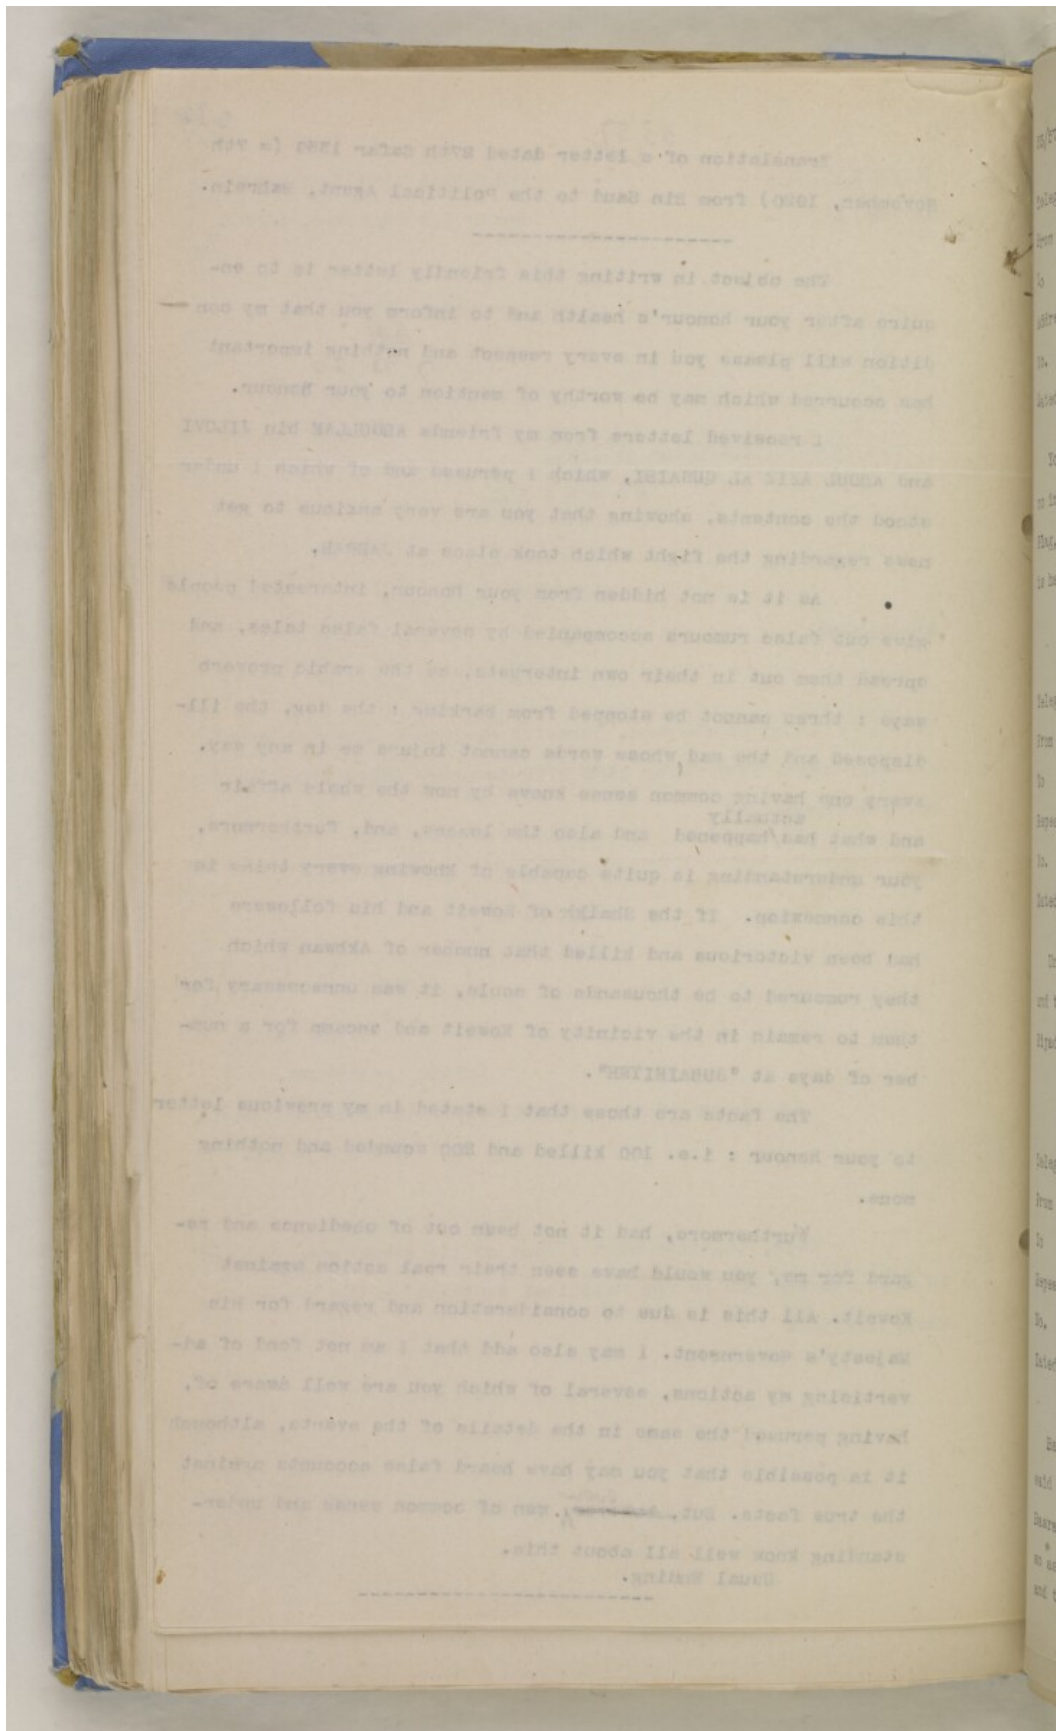 Translation of a letter dated 27th Safar 1339 (= 7th
November, 1920) from Bin Saud to the Political Agent, Bahrein.
The object in writing this friendly letter is to en-
quire after your honour's health and to inform you that my con
dition will please you in every respect and nothing important
has occurred which may be worthy of mention to your honour.
I received letters from my friends ABDULLAH bin JILOVI
and ABDUL AZIZ AL QUSAIBI, which I perused and of which I under
stood the contents, showing that you are very anxious to get
news regarding the fight which took place at JAHRAH.
As it is not hidden from your honour, interested people
give out false rumours accompanied by several false tales, and
spread them out in their own interests, as the arabic proverb
says : three cannot be stopped from barking : the dog, the ill-
disposed and the mad, whose words cannot injure me in any way.
every one having common sense knows by now the whole affair
actually
and what has/happened and also the losses, and, furthermore,
your understanding is quite capable of knowing every thing in
this connexion. If the Shaikh of Koweit and his followers
had been victorious and killed that number of Akhwan which
they rumoured to be thousands of souls, it was unnecessary for
them to remain in the vicinity of Koweit and encamp for a num-
ber of days at "SUBAIHIYEH".
The facts are those that I stated in my previous letter
to your honour : i.e. 100 killed and 200 wounded and nothing
more.
Furthermore, had it not been out of obedience and re-
gard for me, you would have seen their real action against
Koweit. All this is due to consideration and regard for His
Majesty's Government. I may also add that I am not fond of ad-
vertising my actions, several of which you are well aware of,
having perused the same in the details of the events, although
it is possible that you may have heard false accounts against
the true facts. But, men of common sense and under-
standing know well all about this.
Usual Ending.